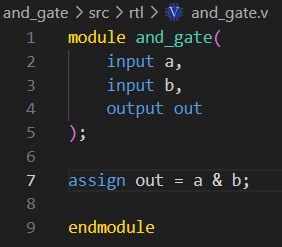 and_gate > src > rtl > and_gate.v
1 module and_gate(
2     input a,
3     input b,
4     output out
5 );
6
7 assign out = a & b;
8
9 endmodule